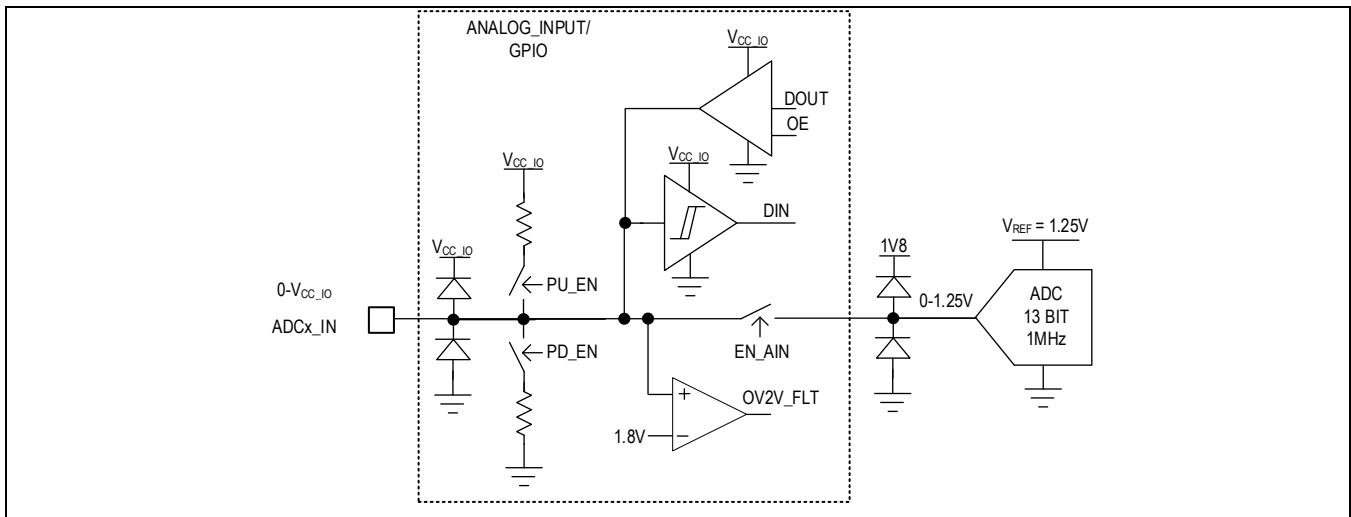 ANALOG_INPUT/
GPIO
VCC_IO
DOUT
OE
VCC_IO
VCC_IO
DIN
VREF = 1.25V
VCC_IO
1V8
0-VCC_IO
PU_EN
0-1.25V
ADC
13 BIT
1MHz
ADCx_IN
PD_EN
EN_AIN
+
OV2V_FLT
1.8V
−